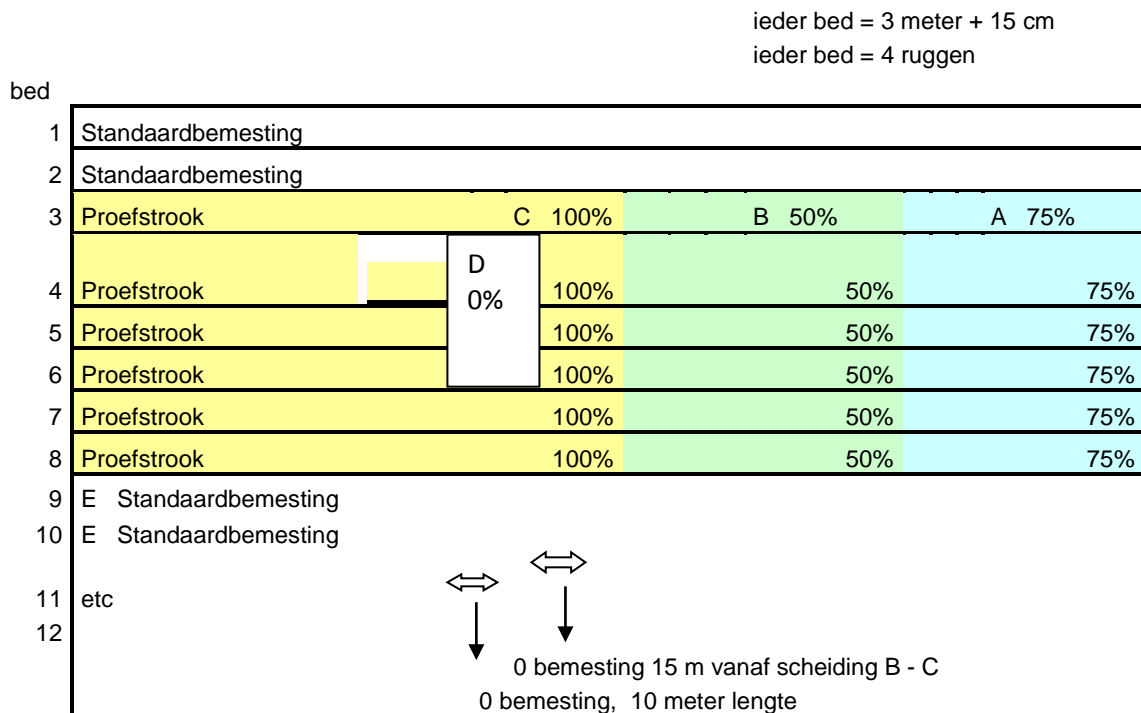 ieder bed = 3 meter + 15 cm
ieder bed = 4 ruggen
bed
1 Standaardbemesting
2 Standaardbemesting
3 Proefstrook C 100% B 50% A 75%
D
4 Proefstrook 0% 100% 50% 75%
5 Proefstrook 100% 50% 75%
6 Proefstrook 100% 50% 75%
7 Proefstrook 100% 50% 75%
8 Proefstrook 100% 50% 75%
9 E Standaardbemesting
10 E Standaardbemesting
11 etc
12
0 bemesting 15 m vanaf scheiding B - C
0 bemesting, 10 meter lengte